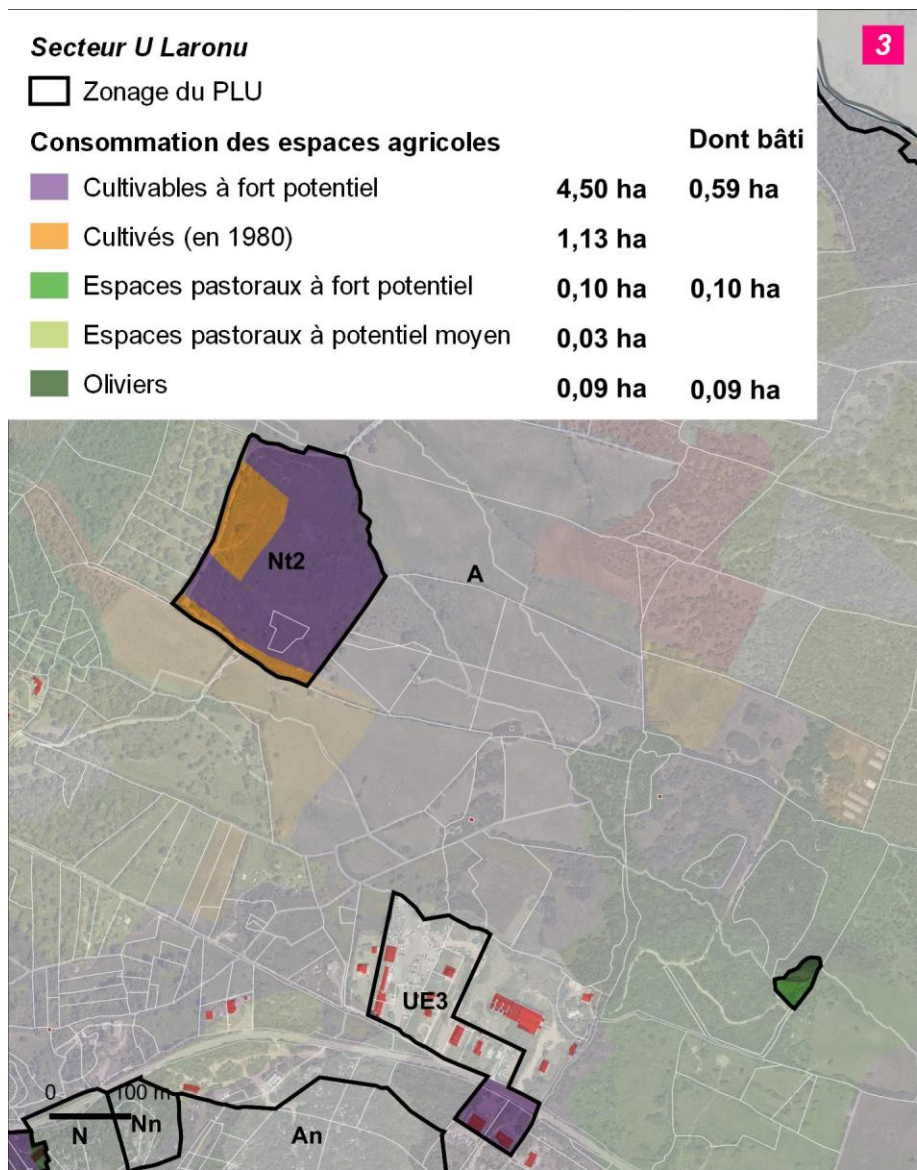 Secteur U Laronu
3
Zonage du PLU
Consommation des espaces agricoles Dont bâti
Cultivables à fort potentiel 4,50 ha 0,59 ha
Cultivés (en 1980) 1,13 ha
Espaces pastoraux à fort potentiel 0,10 ha 0,10 ha
Espaces pastoraux à potentiel moyen 0,03 ha
Oliviers 0,09 ha 0,09 ha
Nt2
A
UE3
0 100 m
N
Nn
An